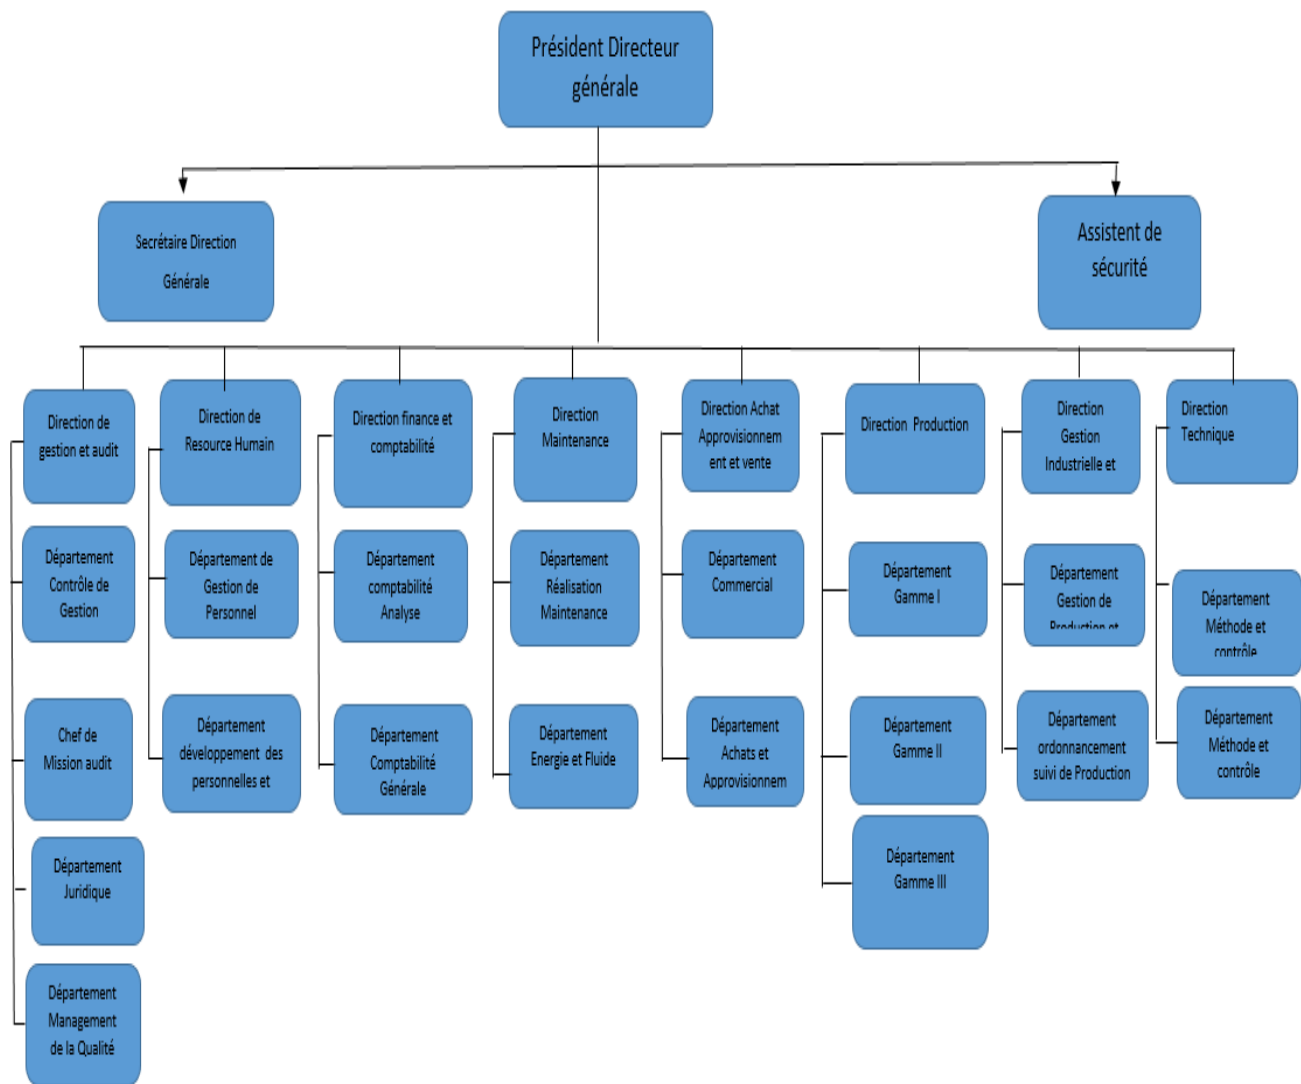 Président Directeur
générale
Secrétaire Direction
Générale
Assistent de
sécurité
Direction de
gestion et audit
Direction de
Resource Humain
Direction finance et
comptabilité
Direction
Maintenance
Direction Achat
Approvisionnem
ent et vente
Direction Production
Direction
Gestion
Industrielle et
Direction
Technique
Département
Contrôle de
Gestion
Département de
Gestion de
Personnel
Département
comptabilité
Analyse
Département
Réalisation
Maintenance
Département
Commercial
Département
Gamme I
Département
Gestion de
Production et
Département
Méthode et
contrôle
Chef de
Mission audit
Département
développement des
personnelles et
Département
Comptabilité
Générale
Département
Energie et Fluide
Département
Achats et
Approvisionnem
Département
Gamme II
Département
ordonnancement
suivi de Production
Département
Méthode et
contrôle
Département
Juridique
Département
Gamme III
Département
Management
de la Qualité